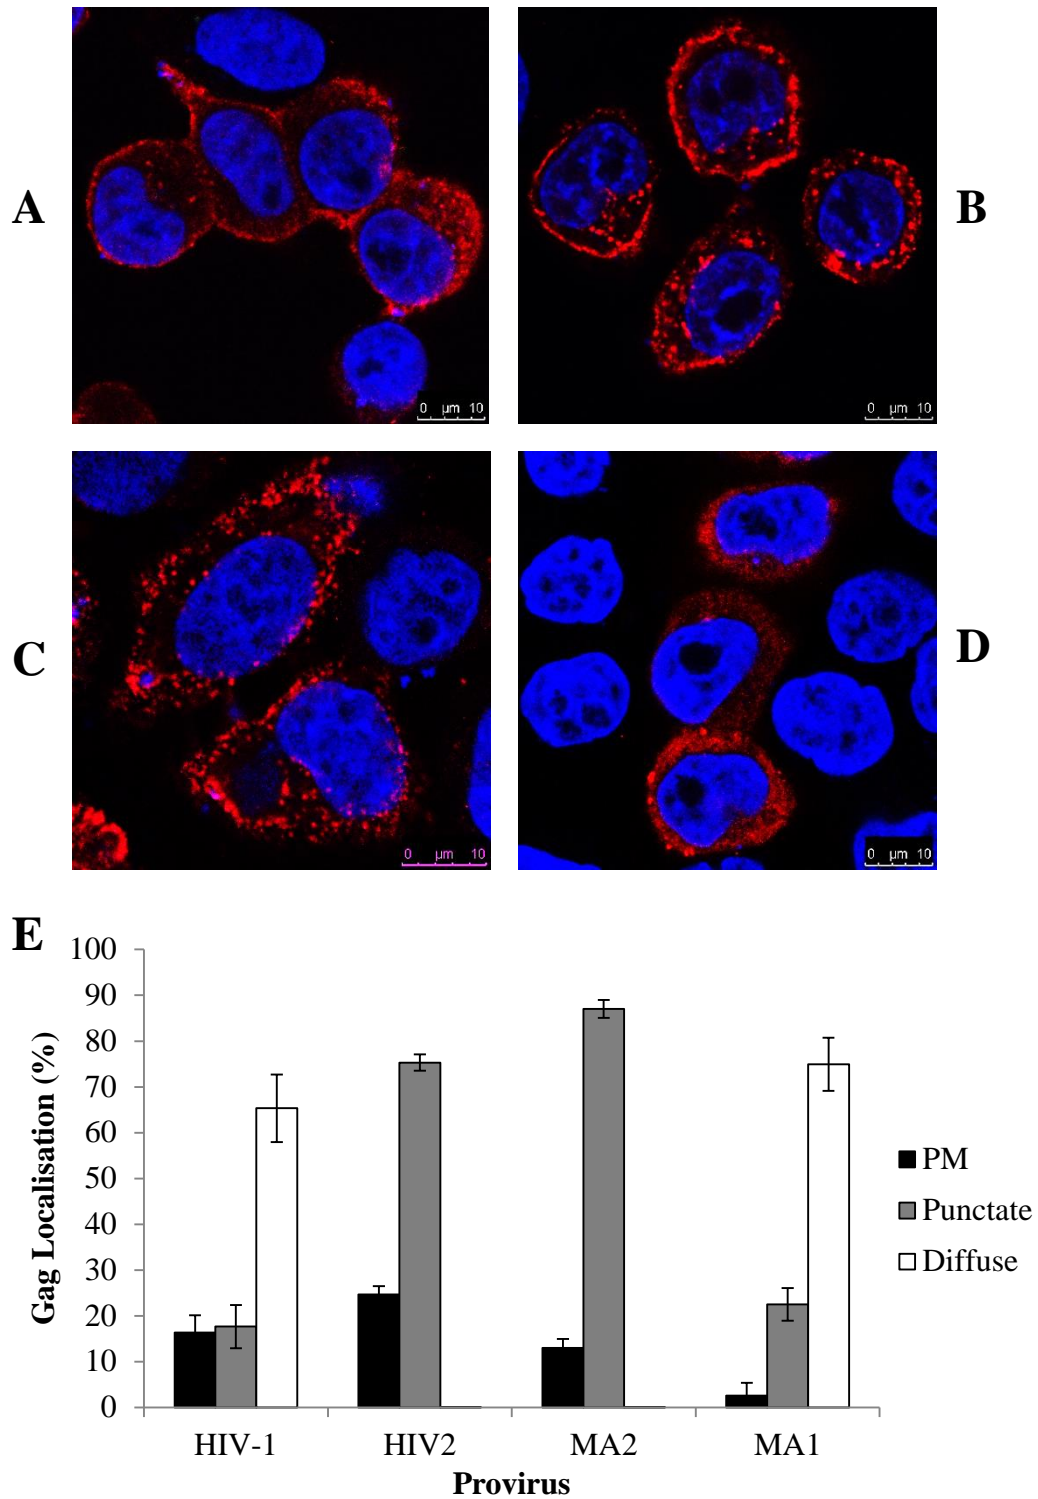 A
0 µm 10
B
0 µm 10
C
0 µm 10
D
0 µm 10
E
Gag Localisation (%)
100
90
80
70
60
50
40
30
20
10
0
HIV-1 HIV2 MA2 MA1
Provirus
PM
Punctate
Diffuse